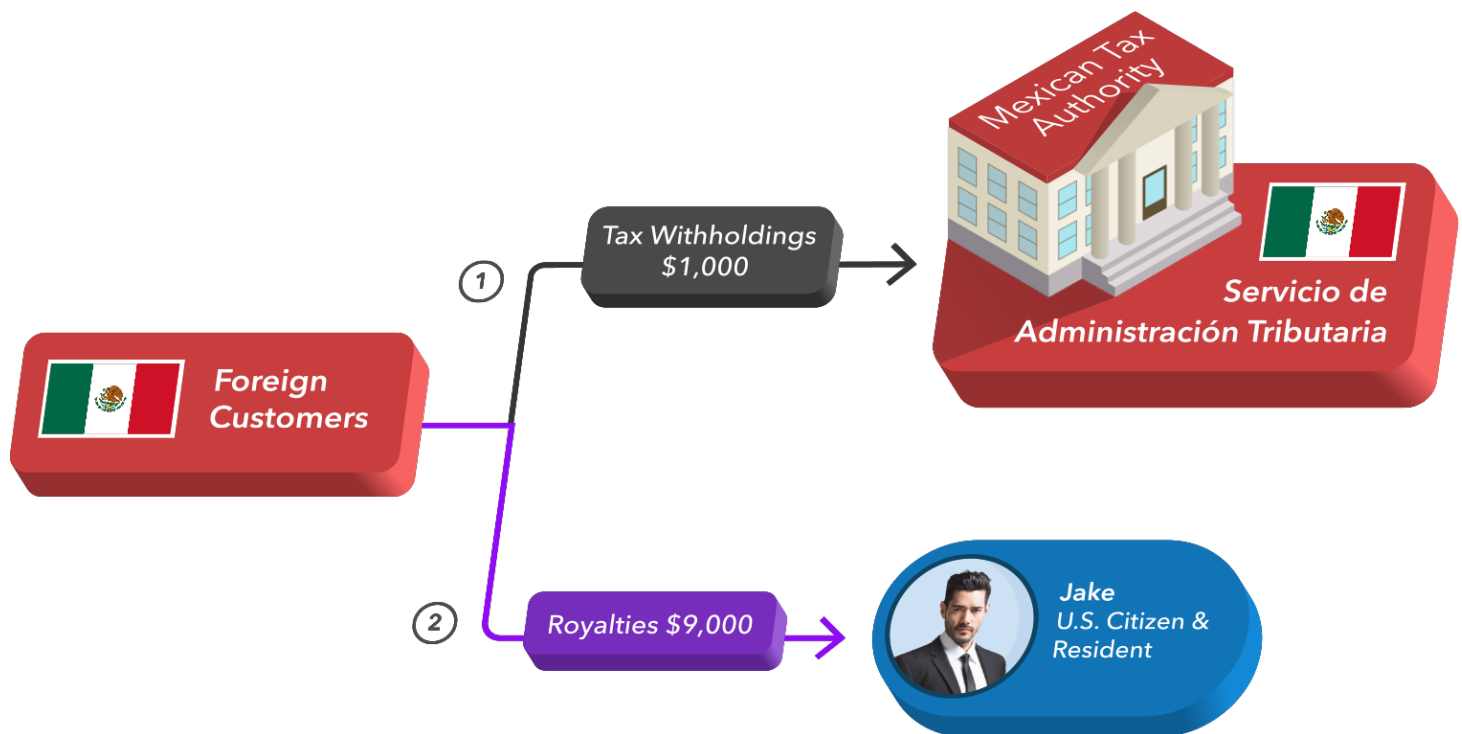 Mexican Tax
Authority
Tax Withholdings
$1,000
1
Servicio de
Administración Tributaria
Foreign
Customers
2
Royalties $9,000
Jake
U.S. Citizen &
Resident